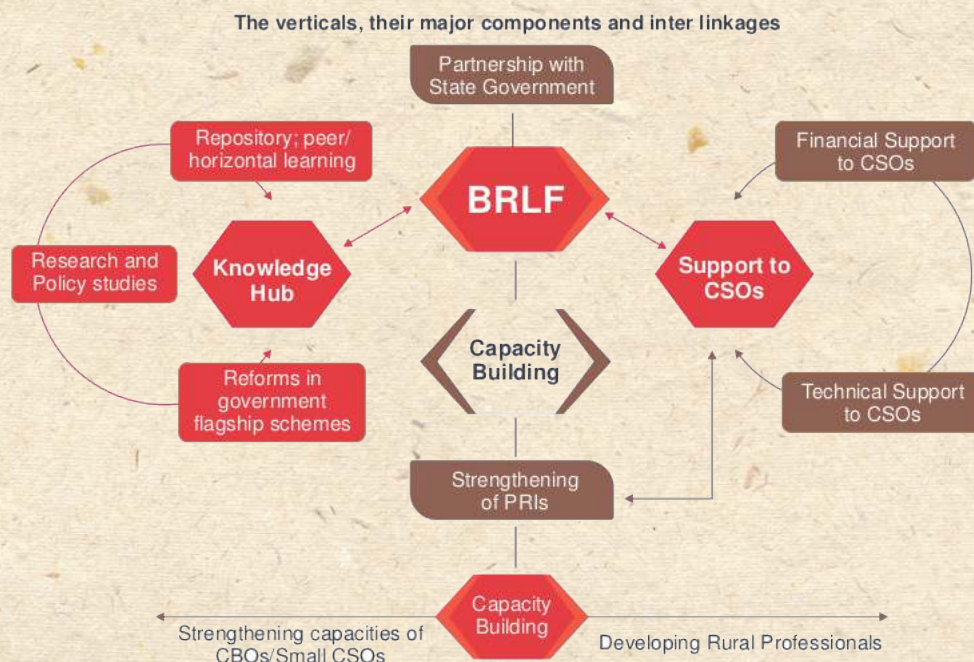 The verticals, their major components and inter linkages
Partnership with
State Government
Repository; peer/
horizontal learning
Financial Support
to CSOs
BRLF
Research and
Policy studies
Knowledge
Hub
Support to
CSOs
Capacity
Building
Reforms in
government
flagship schemes
Technical Support
to CSOs
Strengthening
of PRIs
Capacity
Building
Strengthening capacities of
CBOs/Small CSOs
Developing Rural Professionals